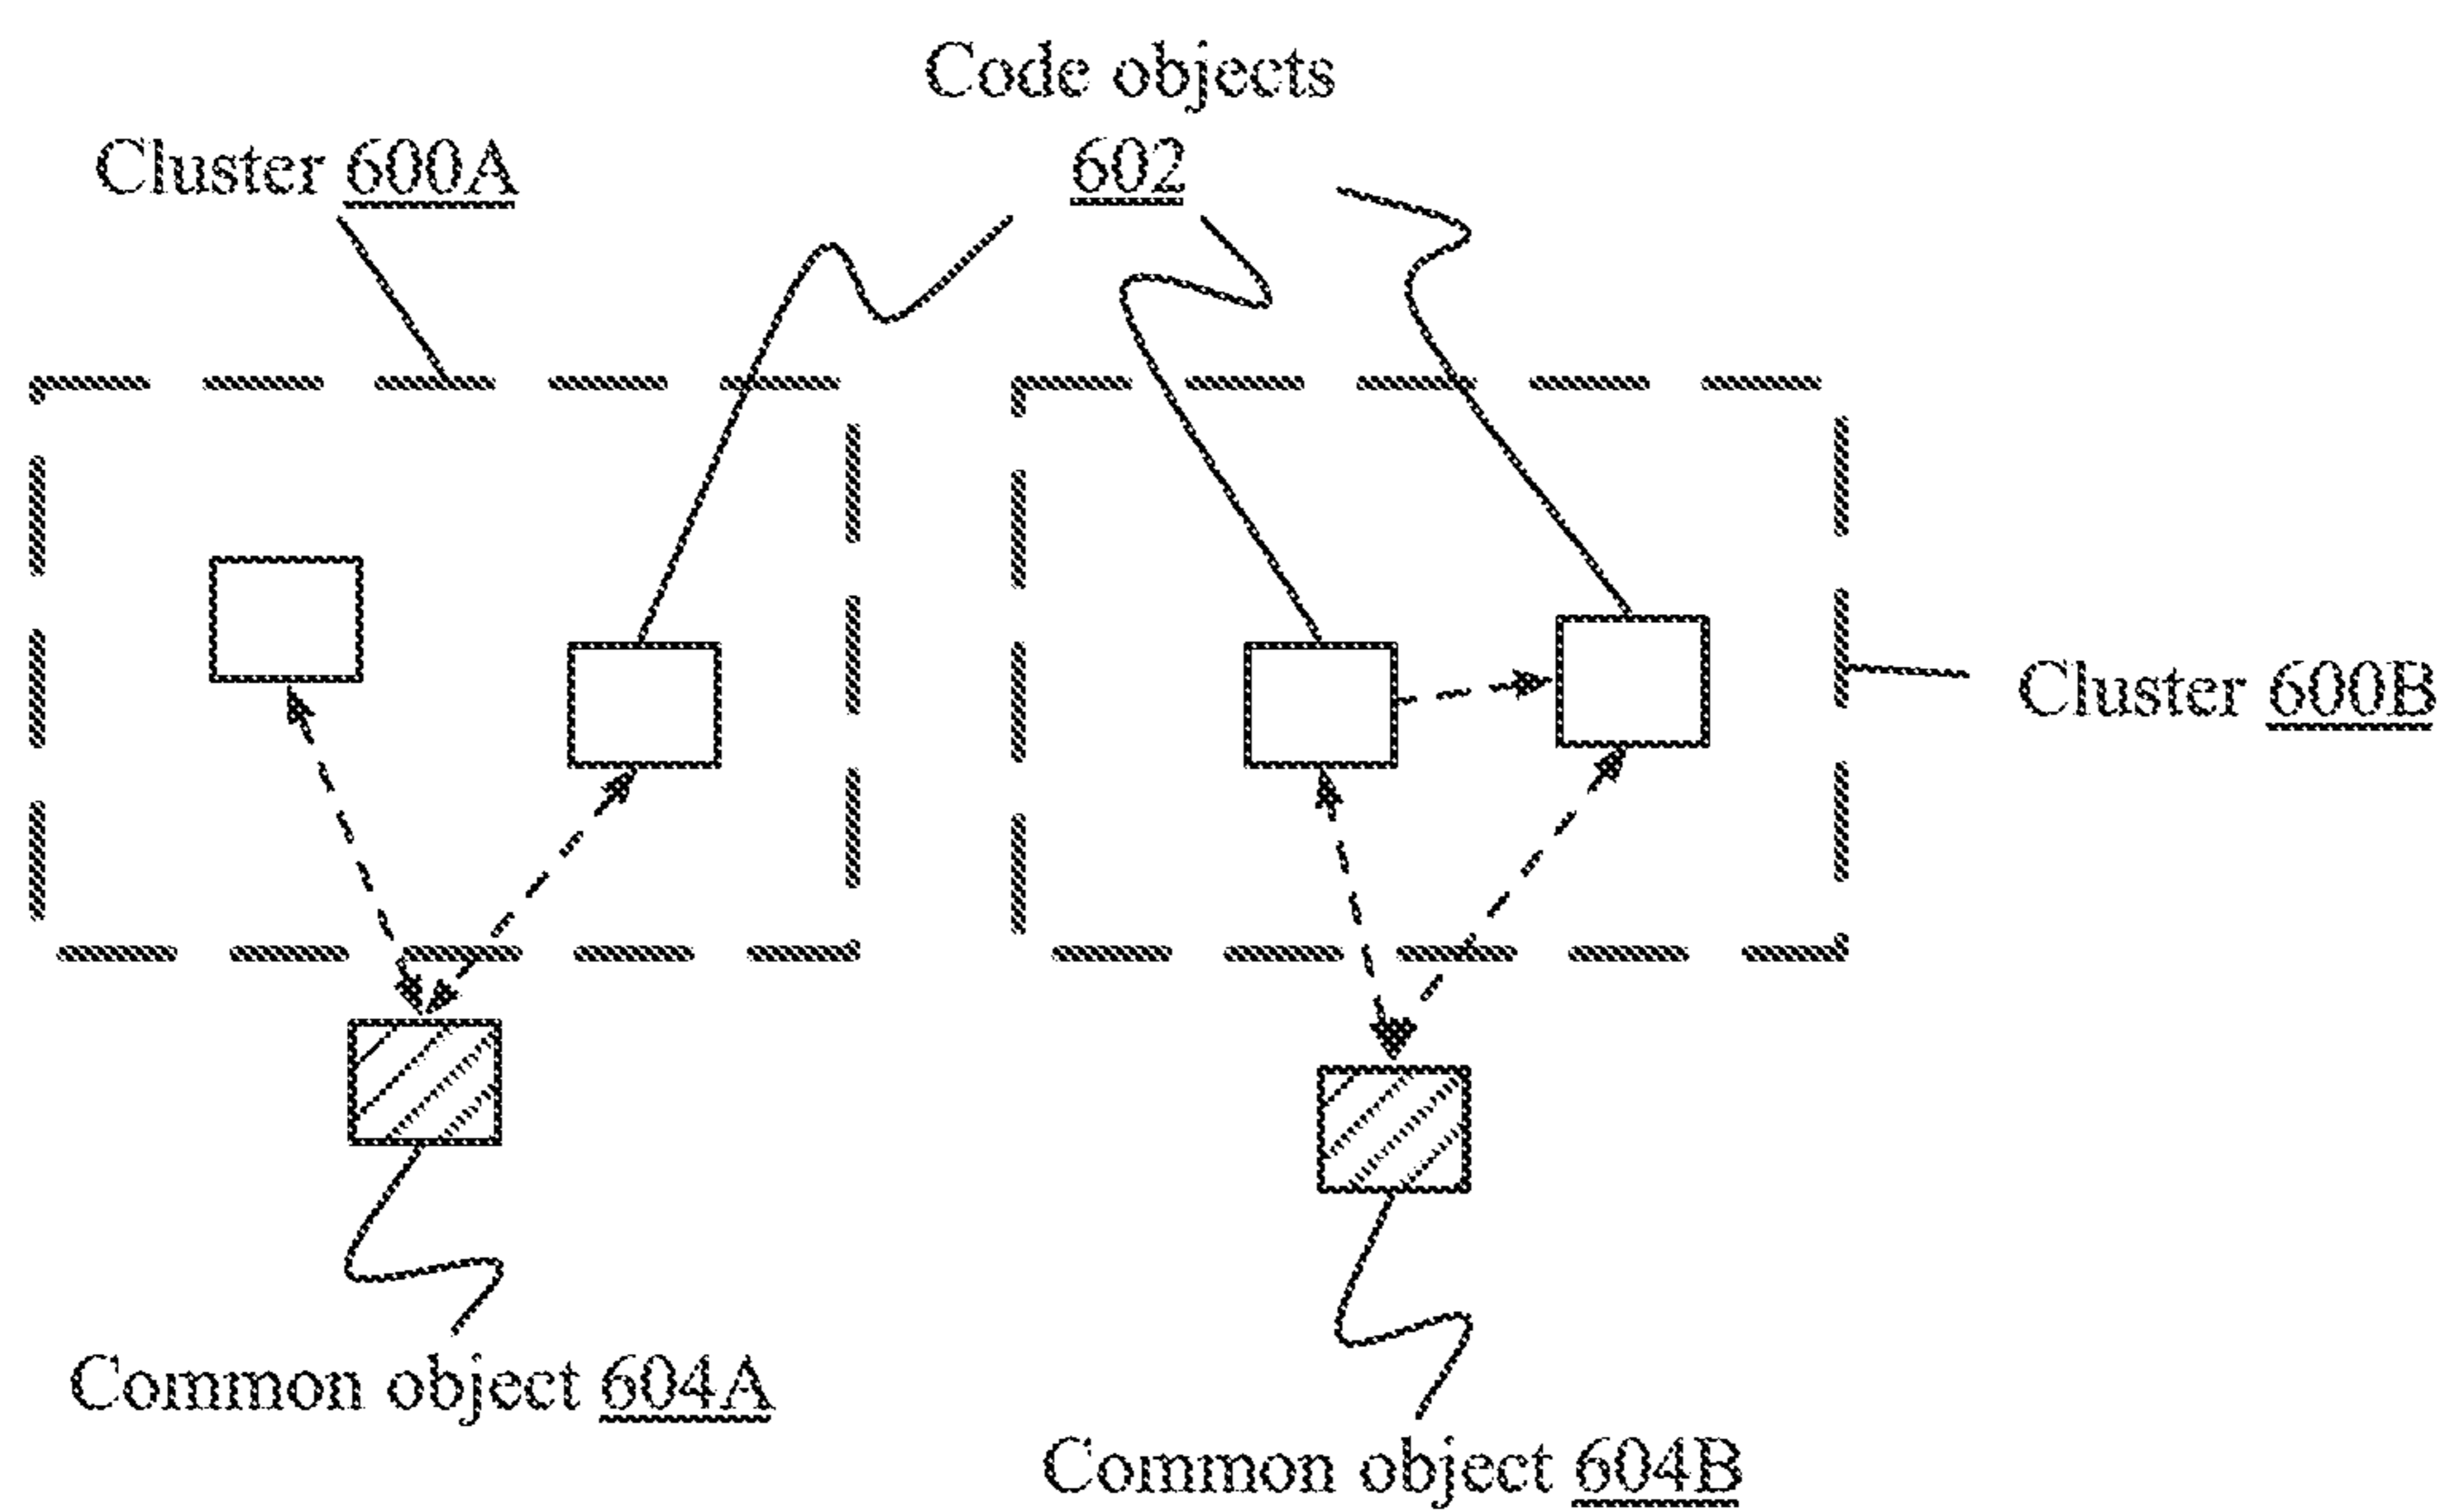 Code objects
602
Cluster 600A
Cluster 600B
Common object 604A
Common object 604B